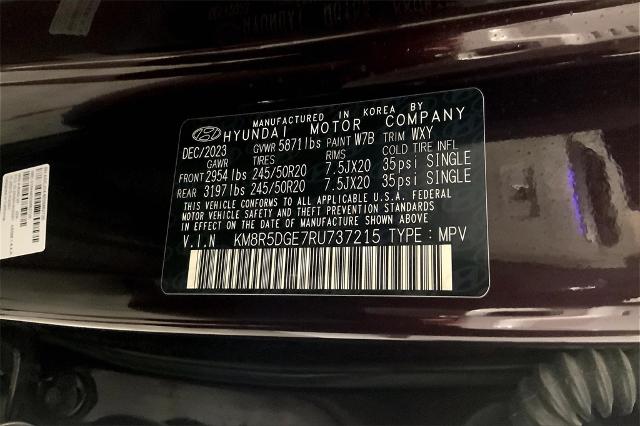 MANUFACTURED IN KOREA BY
HYUNDAI MOTOR COMPANY
DEC/2023 GVWR 5871lbs PAINT W7B TRIM WXY
GAWR TIRES RIMS COLD TIRE INFL
FRONT 2954lbs 245/50R20 7.5JX20 35psi SINGLE
REAR 3197lbs 245/50R20 7.5JX20 35psi SINGLE
THIS VEHICLE CONFORMS TO ALL APPLICABLE U.S.A. FEDERAL
MOTOR VEHICLE SAFETY AND THEFT PREVENTION STANDARDS
IN EFFECT ON THE DATE OF MANUFACTURE SHOWN ABOVE
V.I.N KM8R5DGE7RU737215 TYPE : MPV